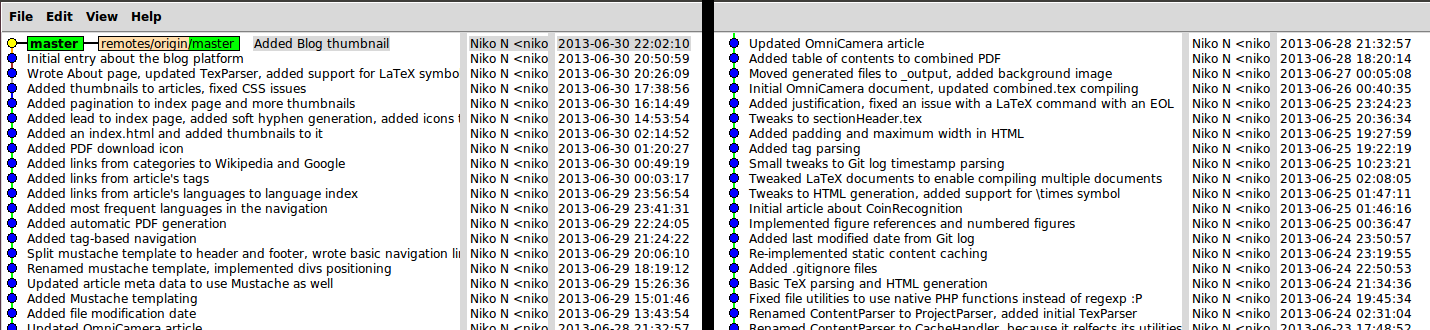 File Edit View Help
master remotes/origin/master Added Blog thumbnail Niko N <niko 2013-06-30 22:02:10
Initial entry about the blog platform Niko N <niko 2013-06-30 20:50:59
Wrote About page, updated TexParser, added support for LaTeX symbo Niko N <niko 2013-06-30 20:26:09
Added thumbnails to articles, fixed CSS issues Niko N <niko 2013-06-30 17:38:56
Added pagination to index page and more thumbnails Niko N <niko 2013-06-30 16:14:49
Added lead to index page, added soft hyphen generation, added icons Niko N <niko 2013-06-30 14:53:54
Added an index.html and added thumbnails to it Niko N <niko 2013-06-30 02:14:52
Added PDF download icon Niko N <niko 2013-06-30 01:20:27
Added links from categories to Wikipedia and Google Niko N <niko 2013-06-30 00:49:19
Added links from article's tags Niko N <niko 2013-06-30 00:03:17
Added links from article's languages to language index Niko N <niko 2013-06-29 23:56:54
Added most frequent languages in the navigation Niko N <niko 2013-06-29 23:41:31
Added automatic PDF generation Niko N <niko 2013-06-29 22:24:05
Added tag-based navigation Niko N <niko 2013-06-29 21:24:22
Split mustache template to header and footer, wrote basic navigation li Niko N <niko 2013-06-29 20:06:10
Renamed mustache template, implemented divs positioning Niko N <niko 2013-06-29 18:19:12
Updated article meta data to use Mustache as well Niko N <niko 2013-06-29 15:26:36
Added Mustache templating Niko N <niko 2013-06-29 15:01:46
Added file modification date Niko N <niko 2013-06-29 13:43:54
Updated OmniCamera article Niko N <niko 2013-06-28 21:32:57
Updated OmniCamera article Niko N <niko 2013-06-28 21:32:57
Added table of contents to combined PDF Niko N <niko 2013-06-28 18:20:14
Moved generated files to _output, added background image Niko N <niko 2013-06-27 00:05:08
Initial OmniCamera document, updated combined.tex compiling Niko N <niko 2013-06-26 00:40:35
Added justification, fixed an issue with a LaTeX command with an EOL Niko N <niko 2013-06-25 23:24:23
Tweaks to sectionHeader.tex Niko N <niko 2013-06-25 20:36:34
Added padding and maximum width in HTML Niko N <niko 2013-06-25 19:27:59
Added tag parsing Niko N <niko 2013-06-25 19:22:19
Small tweaks to Git log timestamp parsing Niko N <niko 2013-06-25 10:23:21
Tweaked LaTeX documents to enable compiling multiple documents Niko N <niko 2013-06-25 02:08:05
Tweaks to HTML generation, added support for \times symbol Niko N <niko 2013-06-25 01:47:11
Initial article about CoinRecognition Niko N <niko 2013-06-25 01:46:16
Implemented figure references and numbered figures Niko N <niko 2013-06-25 00:36:47
Added last modified date from Git log Niko N <niko 2013-06-24 23:50:57
Re-implemented static content caching Niko N <niko 2013-06-24 23:19:55
Added .gitignore files Niko N <niko 2013-06-24 22:50:53
Basic TeX parsing and HTML generation Niko N <niko 2013-06-24 21:34:36
Fixed file utilities to use native PHP functions instead of regexp :P Niko N <niko 2013-06-24 19:45:34
Renamed ContentParser to ProjectParser, added initial TexParser Niko N <niko 2013-06-24 02:31:04
Renamed ContentParser to CacheHandler, because it relfects its utilities Niko N <niko 2013-06-23 17:48:52